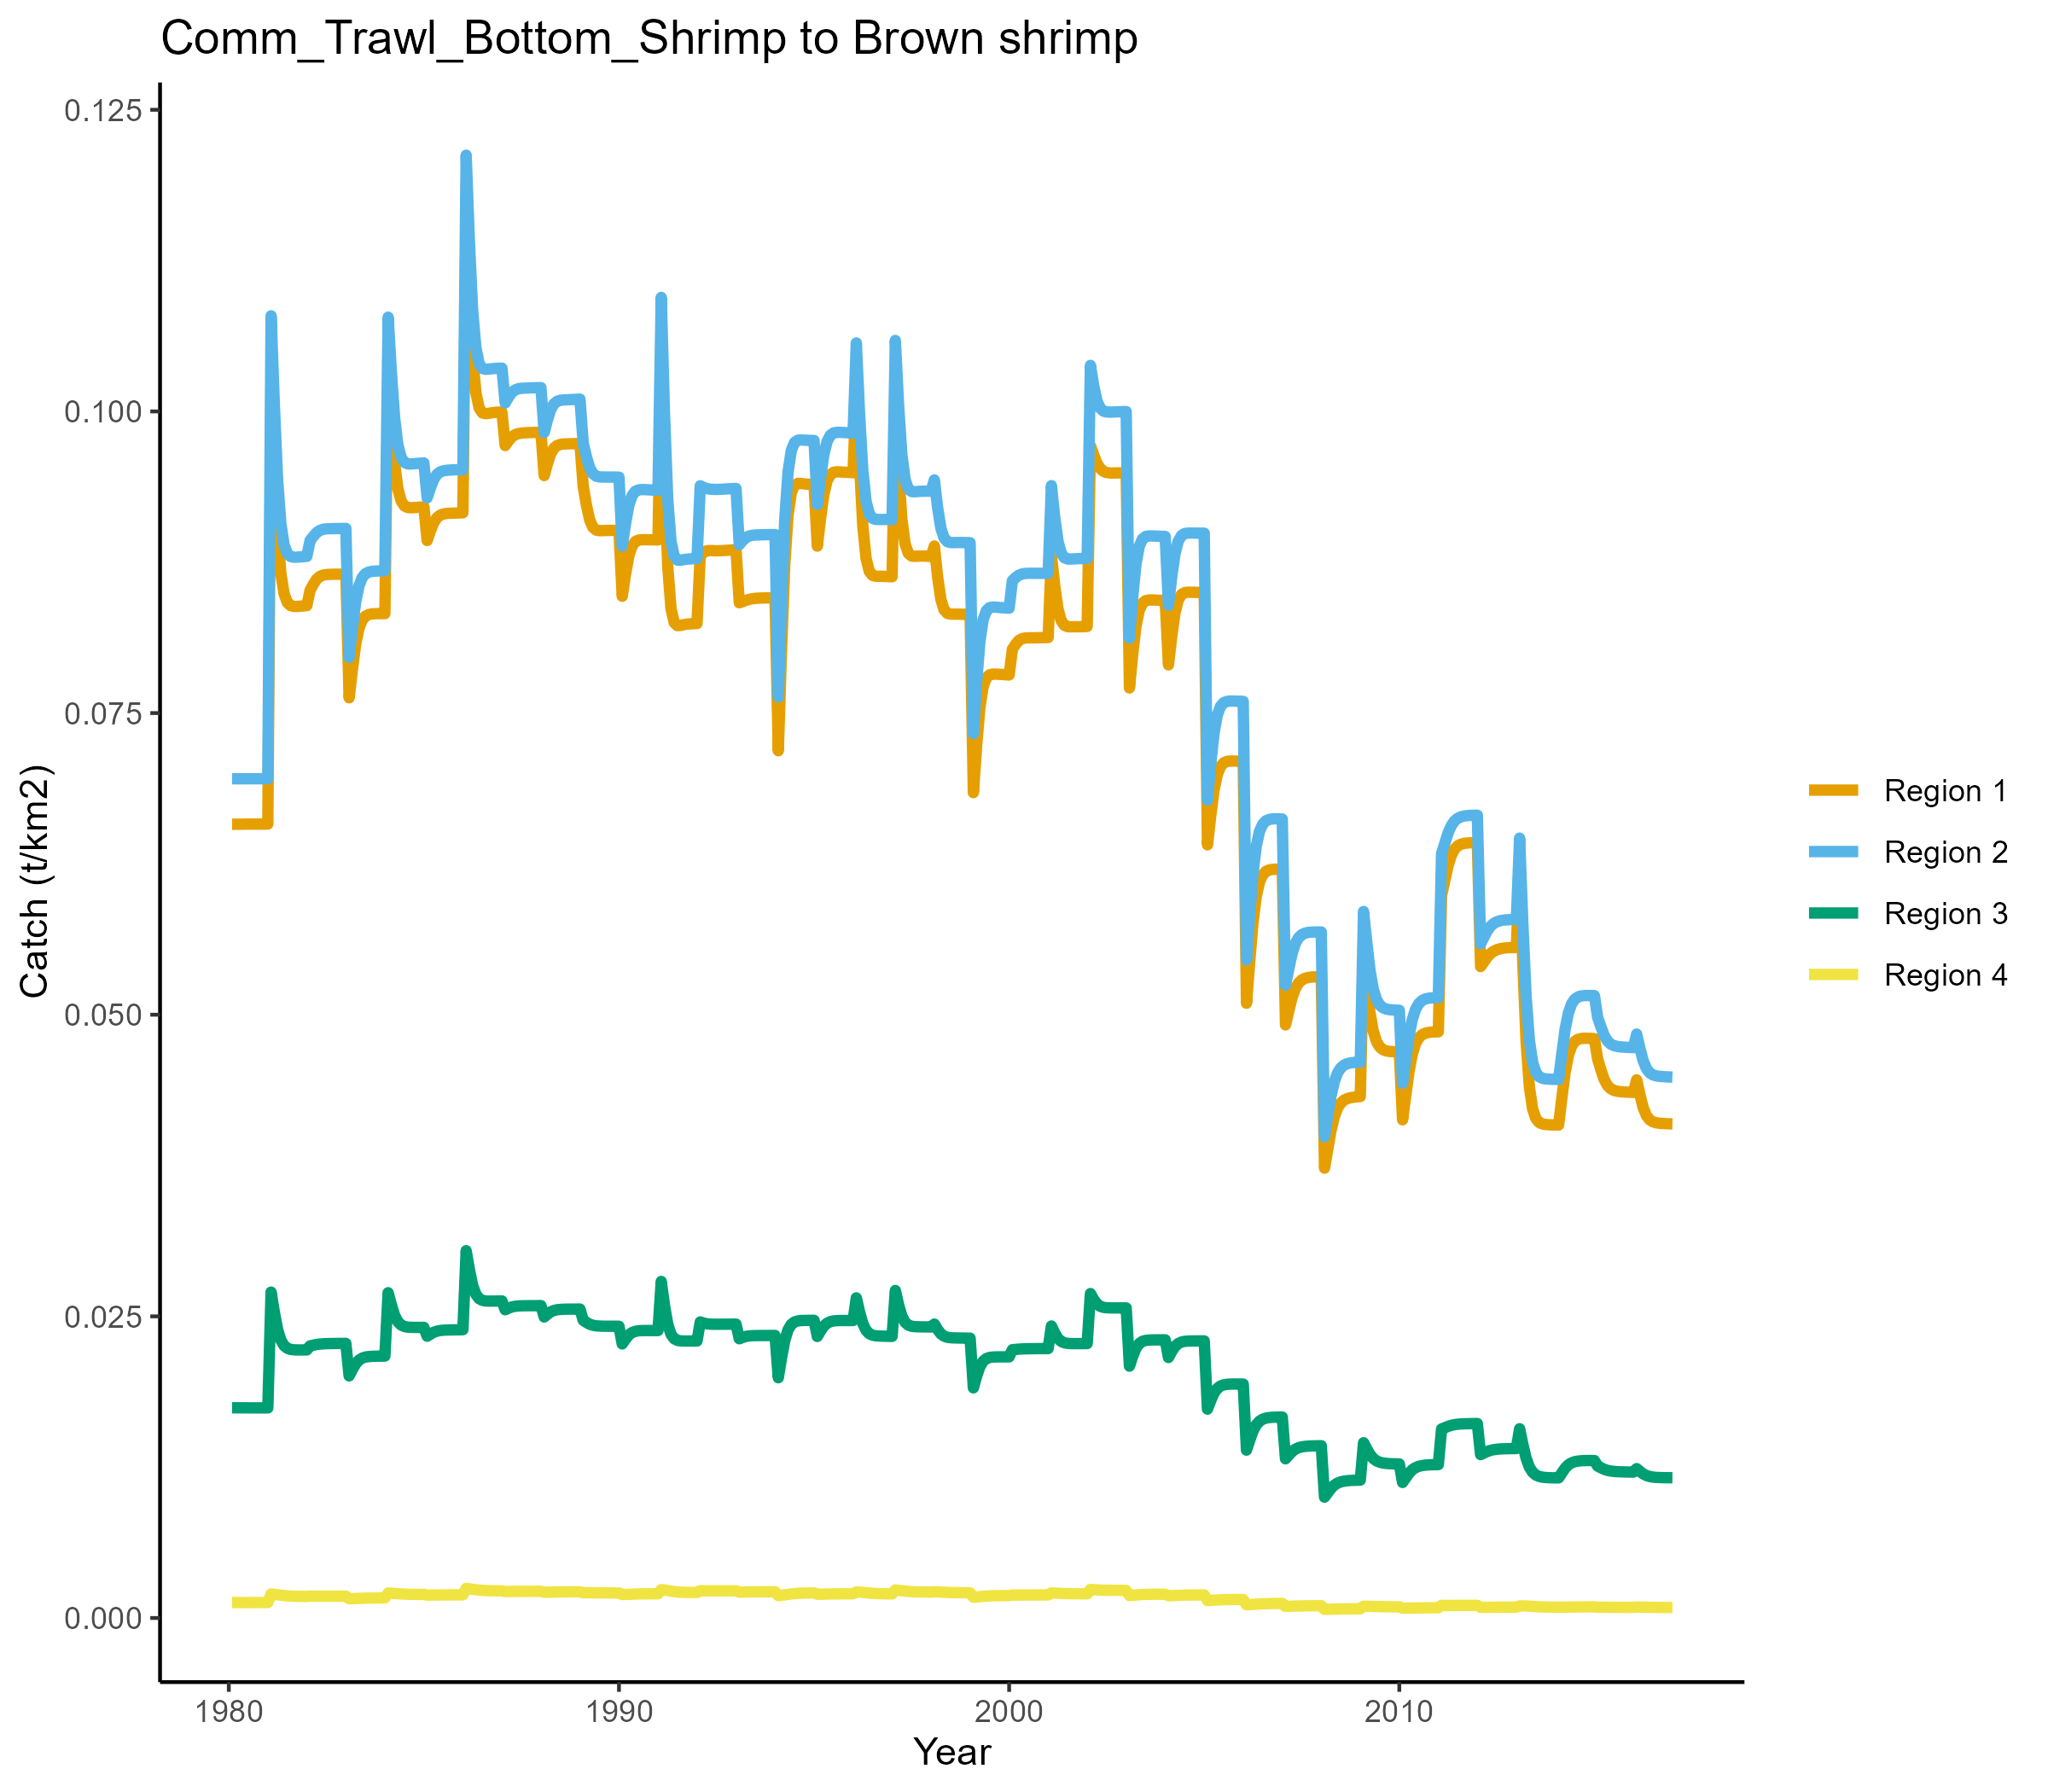 Comm_Trawl_Bottom_Shrimp to Brown shrimp
0.125
0.100
0.075
0.050
0.025
0.000
Catch (t/km2)
1980 1990 2000 2010
Year
Region 1
Region 2
Region 3
Region 4